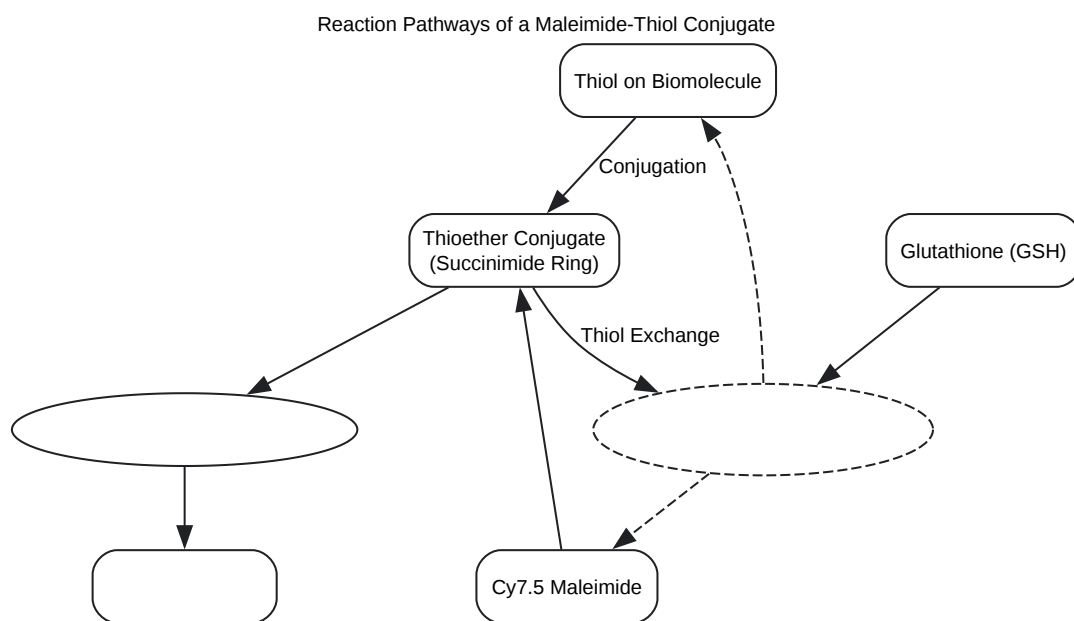 Reaction Pathways of a Maleimide-Thiol Conjugate
Thiol on Biomolecule
Conjugation
Thioether Conjugate
(Succinimide Ring)
Glutathione (GSH)
Thiol Exchange
Cy7.5 Maleimide